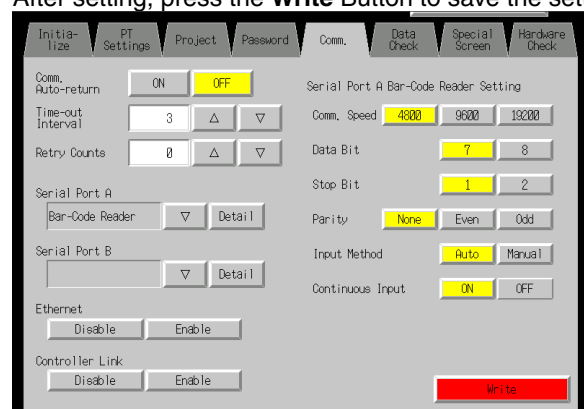 After setting, press the Write Button to save the set
Initia-
lize
PT
Settings
Project
Password
Comm.
Data
Check
Special
Screen
Hardware
Check
Comm.
Auto-return
ON
OFF
Time-out
Interval
3
△
▽
Retry Counts
0
△
▽
Serial Port A
Bar-Code Reader
▽
Detail
Serial Port B
▽
Detail
Ethernet
Disable
Enable
Controller Link
Disable
Enable
Serial Port A Bar-Code Reader Setting
Comm. Speed
4800
9600
19200
Data Bit
7
8
Stop Bit
1
2
Parity
None
Even
Odd
Input Method
Auto
Manual
Continuous Input
ON
OFF
Write